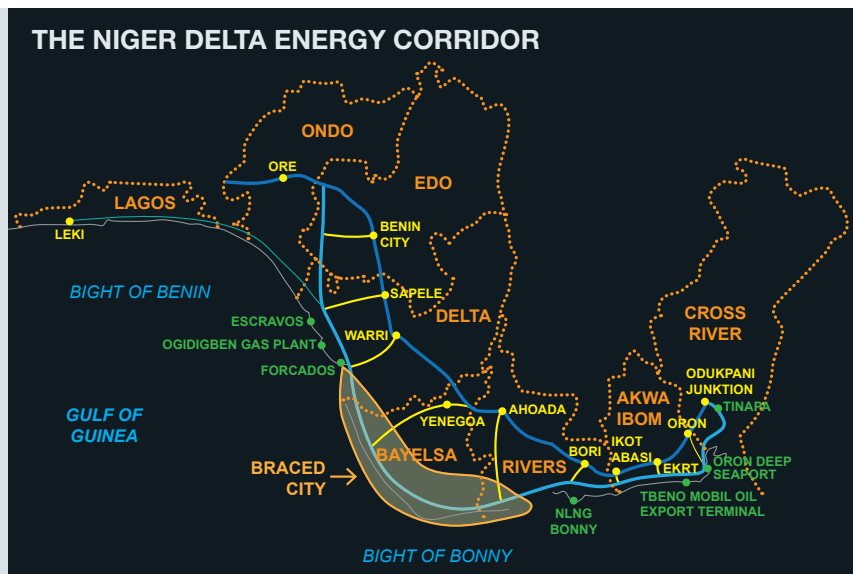 THE NIGER DELTA ENERGY CORRIDOR
ONDO
ORE
EDO
LAGOS
LEKI
BENIN
CITY
BIGHT OF BENIN
SAPELE
ESCRAVOS
DELTA
CROSS
RIVER
WARRI
OGIDIGBEN GAS PLANT
FORCADOS
ODUKPANI
JUNKTION
AKWA
IBOM
TINAPA
GULF OF
GUINEA
YENEGOA
AHOADA
ORON
IKOT
ABASI
BORI
BAYELSA
RIVERS
EKRT
ORON DEEP
SEAPORT
BRACED
CITY
TBENO MOBIL OIL
EXPORT TERMINAL
NLNG
BONNY
BIGHT OF BONNY